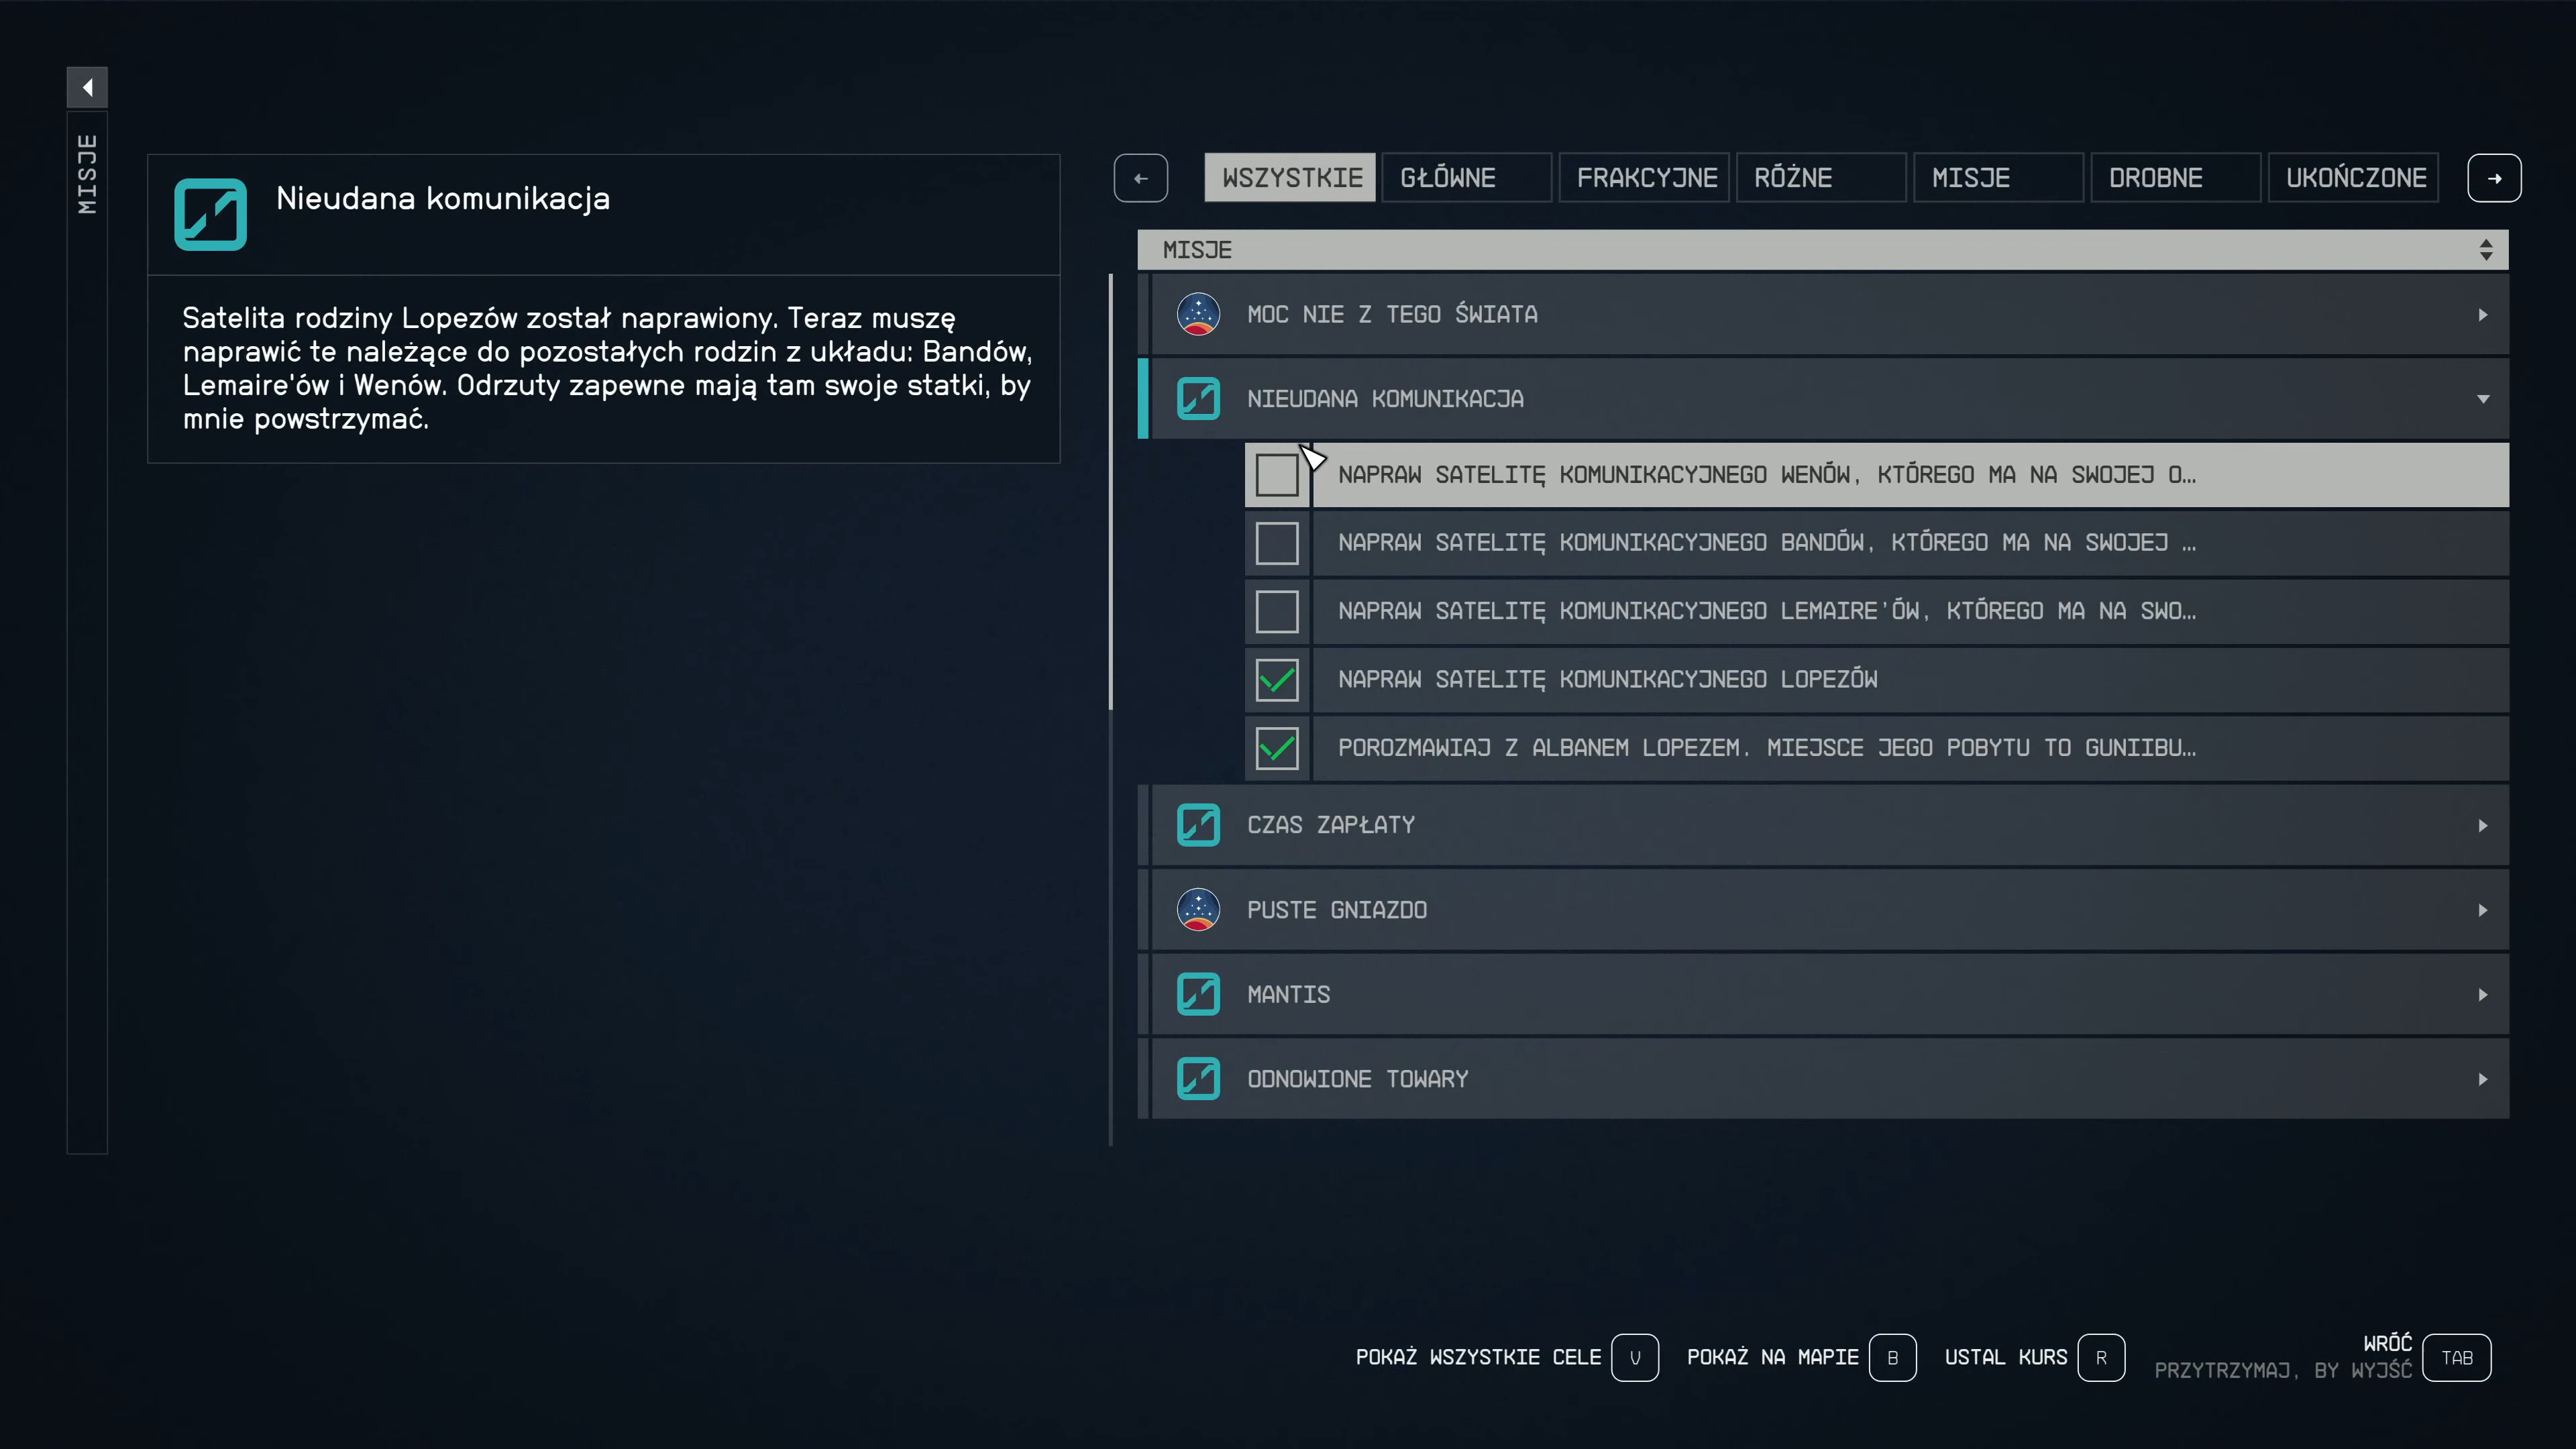 MISJE
Nieudana komunikacja
Satelita rodziny Lopezów został naprawiony. Teraz muszę
naprawić te należące do pozostałych rodzin z układu: Bandów,
Lemaire'ów i Wenów. Odrzuty zapewne mają tam swoje statki, by
mnie powstrzymać.
WSZYSTKIE GŁÓWNE FRAKCYJNE RÓŻNE MISJE DROBNE UKOŃCZONE
MISJE
MOC NIE Z TEGO ŚWIATA
NIEUDANA KOMUNIKACJA
NAPRAW SATELITĘ KOMUNIKACYJNEGO WENÓW, KTÓREGO MA NA SWOJEJ O...
NAPRAW SATELITĘ KOMUNIKACYJNEGO BANDÓW, KTÓREGO MA NA SWOJEJ ...
NAPRAW SATELITĘ KOMUNIKACYJNEGO LEMAIRE'ÓW, KTÓREGO MA NA SWO...
NAPRAW SATELITĘ KOMUNIKACYJNEGO LOPEZÓW
POROZMAWIAJ Z ALBANEM LOPEZEM. MIEJSCE JEGO POBYTU TO GUNIIBU...
CZAS ZAPŁATY
PUSTE GNIAZDO
MANTIS
ODNOWIONE TOWARY
POKAŻ WSZYSTKIE CELE V POKAŻ NA MAPIE B USTAL KURS R WRÓĆ TAB
PRZYTRZYMAJ, BY WYJŚĆ